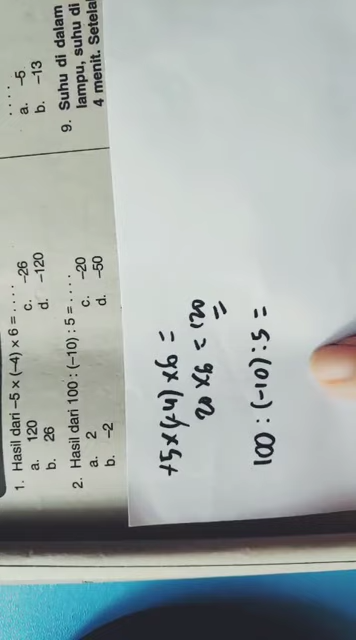 1. Hasil dari –5 × (–4) × 6 = . . . .
a. 120 c. –26
b. 26 d. –120
2. Hasil dari 100 : (–10) : 5 = . . . .
a. 2 c. –20
b. –2 d. –50
. . . .
a. –5
b. –13
9. Suhu di dalam
lampu, suhu di
4 menit. Setela
+5×(-4)×6 =
20 × 6 = 120
100 : (-10) : 5 =